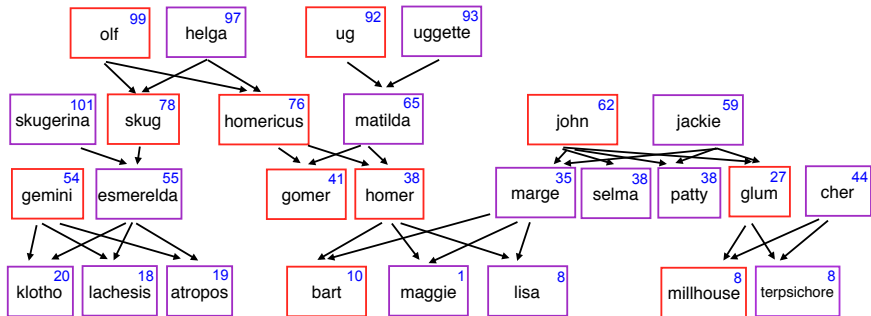 99 97 92 93
olf helga ug uggette
101 78 76 65 62 59
skugerina skug homericus matilda john jackie
54 55 41 38 35 38 38 27 44
gemini esmerelda gomer homer marge selma patty glum cher
20 18 19 10 1 8 8 8
klotho lachesis atropos bart maggie lisa millhouse terpsichore